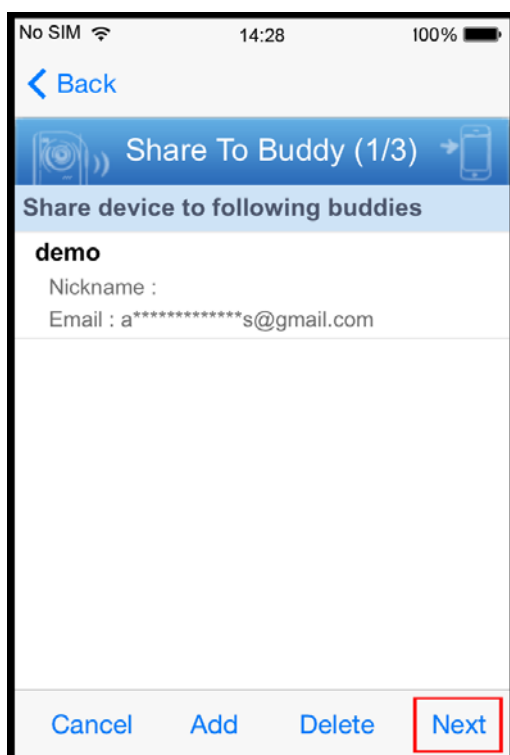 No SIM 14:28 100%
Back
Share To Buddy (1/3)
Share device to following buddies
demo
Nickname :
Email : a*************s@gmail.com
Cancel Add Delete Next